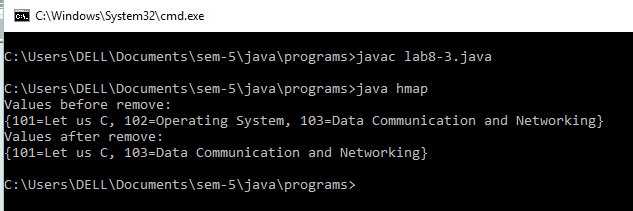 C:\Windows\System32\cmd.exe
C:\Users\DELL\Documents\sem-5\java\programs>javac lab8-3.java
C:\Users\DELL\Documents\sem-5\java\programs>java hmap
Values before remove:
{101=Let us C, 102=Operating System, 103=Data Communication and Networking}
Values after remove:
{101=Let us C, 103=Data Communication and Networking}
C:\Users\DELL\Documents\sem-5\java\programs>